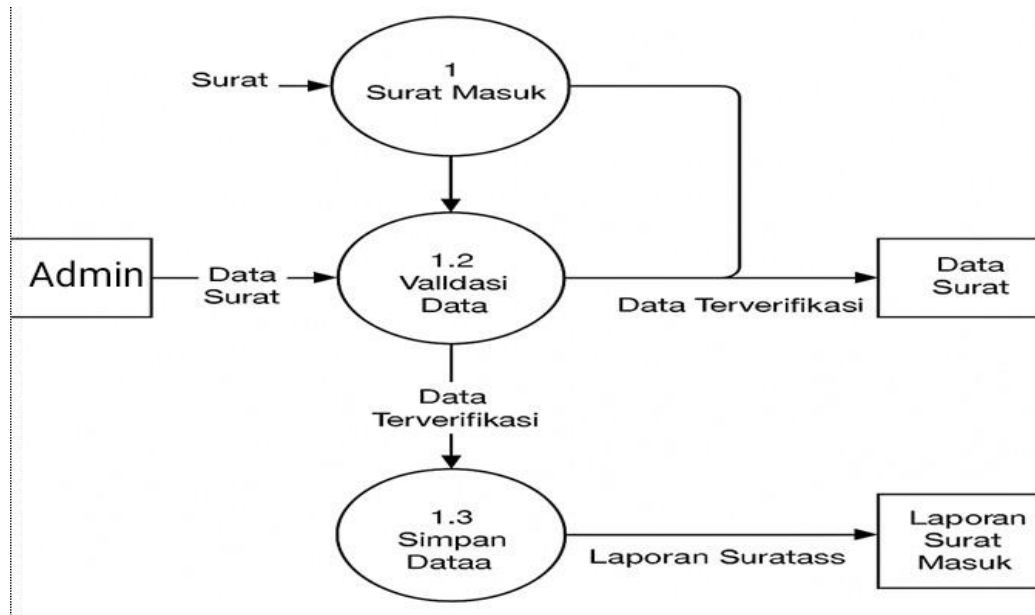 Surat
1
Surat Masuk
Admin
Data
Surat
1.2
Valldasi
Data
Data Terverifikasi
Data
Surat
Data
Terverifikasi
1.3
Simpan
Dataa
Laporan Suratass
Laporan
Surat
Masuk